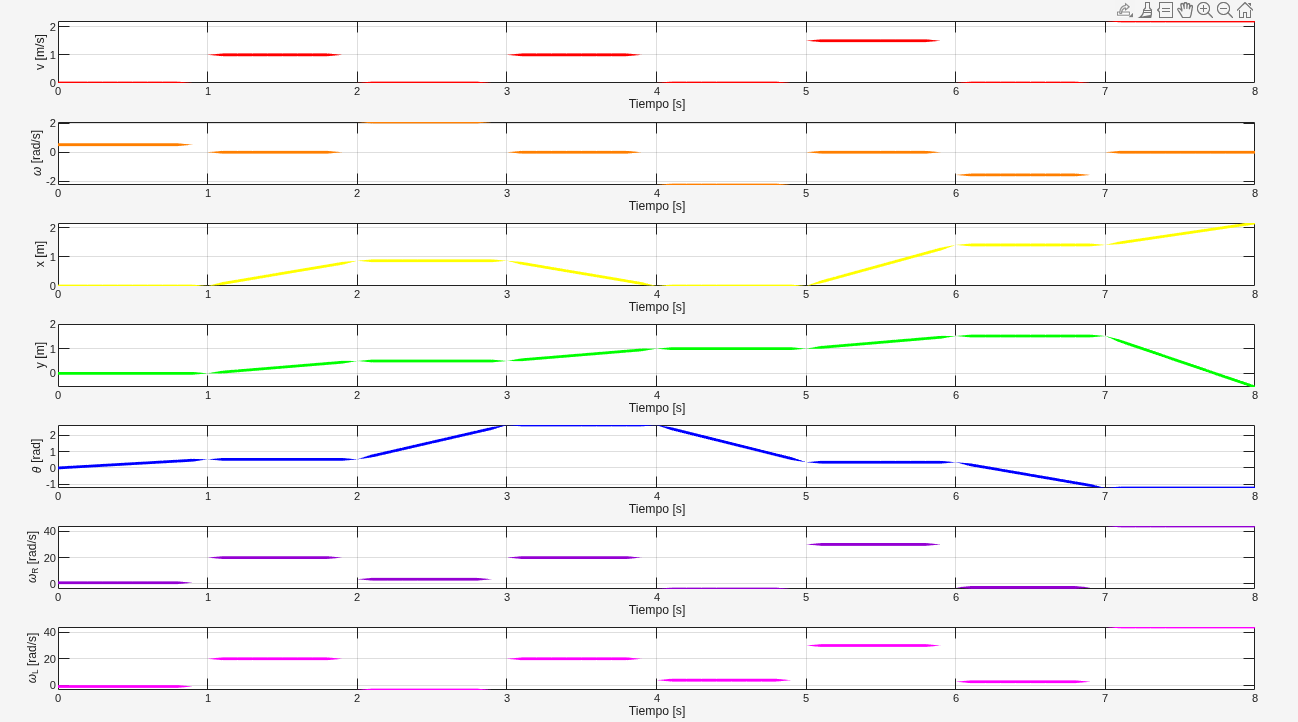 2
1
0
v [m/s]
0 1 2 3 4 5 6 7 8
Tiempo [s]
2
0
-2
ω [rad/s]
0 1 2 3 4 5 6 7 8
Tiempo [s]
2
1
0
x [m]
0 1 2 3 4 5 6 7 8
Tiempo [s]
2
1
0
y [m]
0 1 2 3 4 5 6 7 8
Tiempo [s]
2
1
0
-1
θ [rad]
0 1 2 3 4 5 6 7 8
Tiempo [s]
40
20
0
ωR [rad/s]
0 1 2 3 4 5 6 7 8
Tiempo [s]
40
20
0
ωL [rad/s]
0 1 2 3 4 5 6 7 8
Tiempo [s]